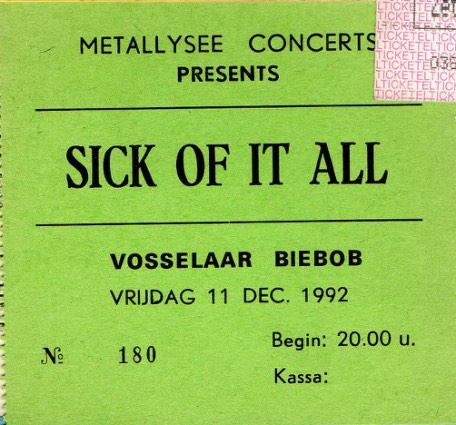 METALLYSEE CONCERTS
PRESENTS
SICK OF IT ALL
VOSSELAAR BIEBOB
VRIJDAG 11 DEC. 1992
№ 180
Begin: 20.00 u.
Kassa: